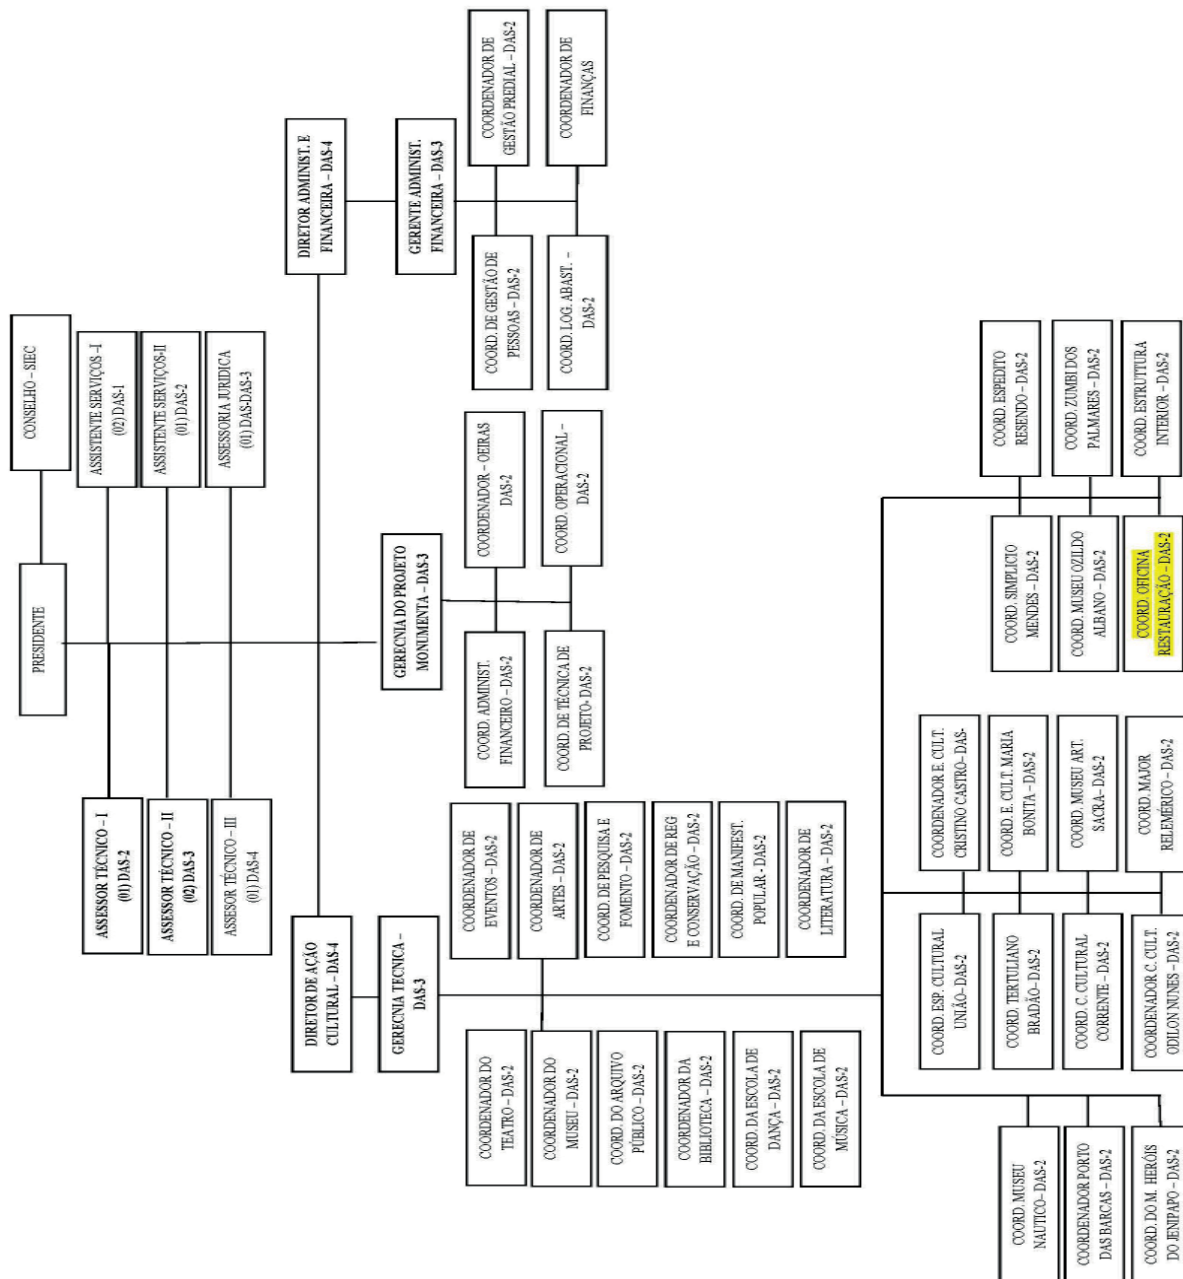 CONSELHO – SIEC
PRESIDENTE
ASSESSOR TÉCNICO – I
(01) DAS-2
ASSISTENTE SERVIÇOS –I
(02) DAS-1
ASSESSOR TÉCNICO – II
(02) DAS-3
ASSISTENTE SERVIÇOS-II
(01) DAS-2
ASSESOR TÉCNICO – III
(01) DAS-4
ASSESSORIA JURIDICA
(01) DAS-DAS-3
DIRETOR DE AÇÃO
CULTURAL – DAS-4
DIRETOR ADMINIST. E
FINANCEIRA – DAS-4
GERECNIA TECNICA –
DAS-3
GERECNIA DO PROJETO
MONUMENTA – DAS-3
GERENTE ADMINIST.
FINANCEIRA – DAS-3
COORDENADOR DO
TEATRO – DAS-2
COORDENADOR DE
EVENTOS – DAS-2
COORDENADOR DO
MUSEU – DAS-2
COORDENADOR DE
ARTES – DAS-2
COORD. DO ARQUIVO
PÚBLICO – DAS-2
COORD. DE PESQUISA E
FOMENTO – DAS-2
COORDENADOR DA
BIBLIOTECA – DAS-2
COORDENADOR DE REG
E CONSERVAÇÃO – DAS-2
COORD. DA ESCOLA DE
DANÇA – DAS-2
COORD. DE MANIFEST.
POPULAR - DAS-2
COORD. DA ESCOLA DE
MÚSICA – DAS-2
COORDENADOR DE
LITERATURA – DAS-2
COORD. ADMINIST.
FINANCEIRO – DAS-2
COORDENADOR – OEIRAS
DAS-2
COORD. DE TÉCNICA DE
PROJETO- DAS-2
COORD. OPERACIONAL –
DAS-2
COORD. DE GESTÃO DE
PESSOAS – DAS-2
COORDENADOR DE
GESTÃO PREDIAL – DAS-2
COORD. LOG. ABAST. –
DAS-2
COORDENADOR DE
FINANÇAS
COORD. MUSEU
NAUTICO– DAS-2
COORDENADOR PORTO
DAS BARCAS – DAS-2
COORD. DO M. HERÓIS
DO JENIPAPO – DAS-2
COORD. ESP. CULTURAL
UNIÃO– DAS-2
COORDENADOR E. CULT.
CRISTINO CASTRO– DAS-
COORD. TERTULIANO
BRADÃO– DAS-2
COORD. E. CULT. MARIA
BONITA – DAS-2
COORD. C. CULTURAL
CORRENTE – DAS-2
COORD. MUSEU ART.
SACRA– DAS-2
COORDENADOR C. CULT.
ODILON NUNES – DAS-2
COORD. MAJOR
RELEMÉRICO – DAS-2
COORD. SIMPLICIO
MENDES – DAS-2
COORD. ESPEDITO
RESENDO – DAS-2
COORD. MUSEU OZILDO
ALBANO – DAS-2
COORD. ZUMBI DOS
PALMARES – DAS-2
COORD. OFICINA
RESTAURAÇÃO – DAS-2
COORD. ESTRUTTURA
INTERIOR – DAS-2